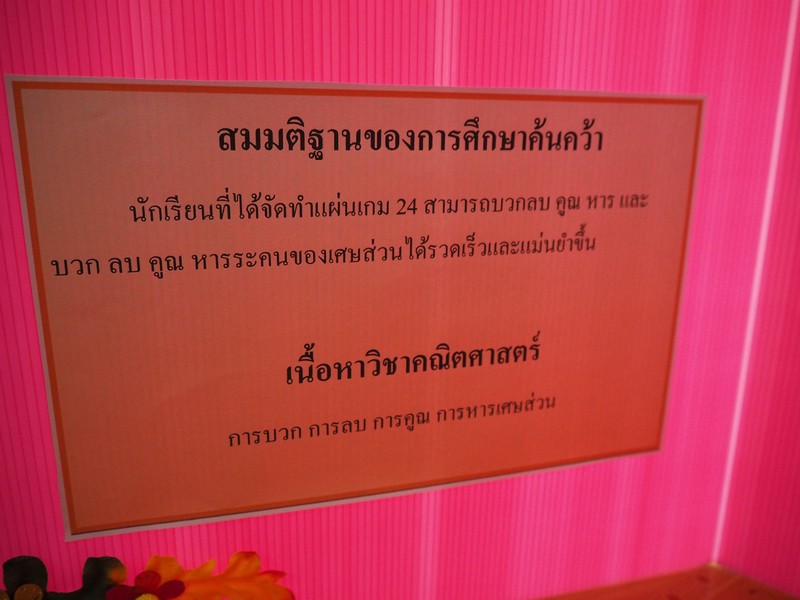 สมมติฐานของการศึกษาค้นคว้า
นักเรียนที่ได้จัดทำแผ่นเกม 24 สามารถบวกลบ คูณ หาร และ
บวก ลบ คูณ หารระคนของเศษส่วนได้รวดเร็วและแม่นยำขึ้น
เนื้อหาวิชาคณิตศาสตร์
การบวก การลบ การคูณ การหารเศษส่วน